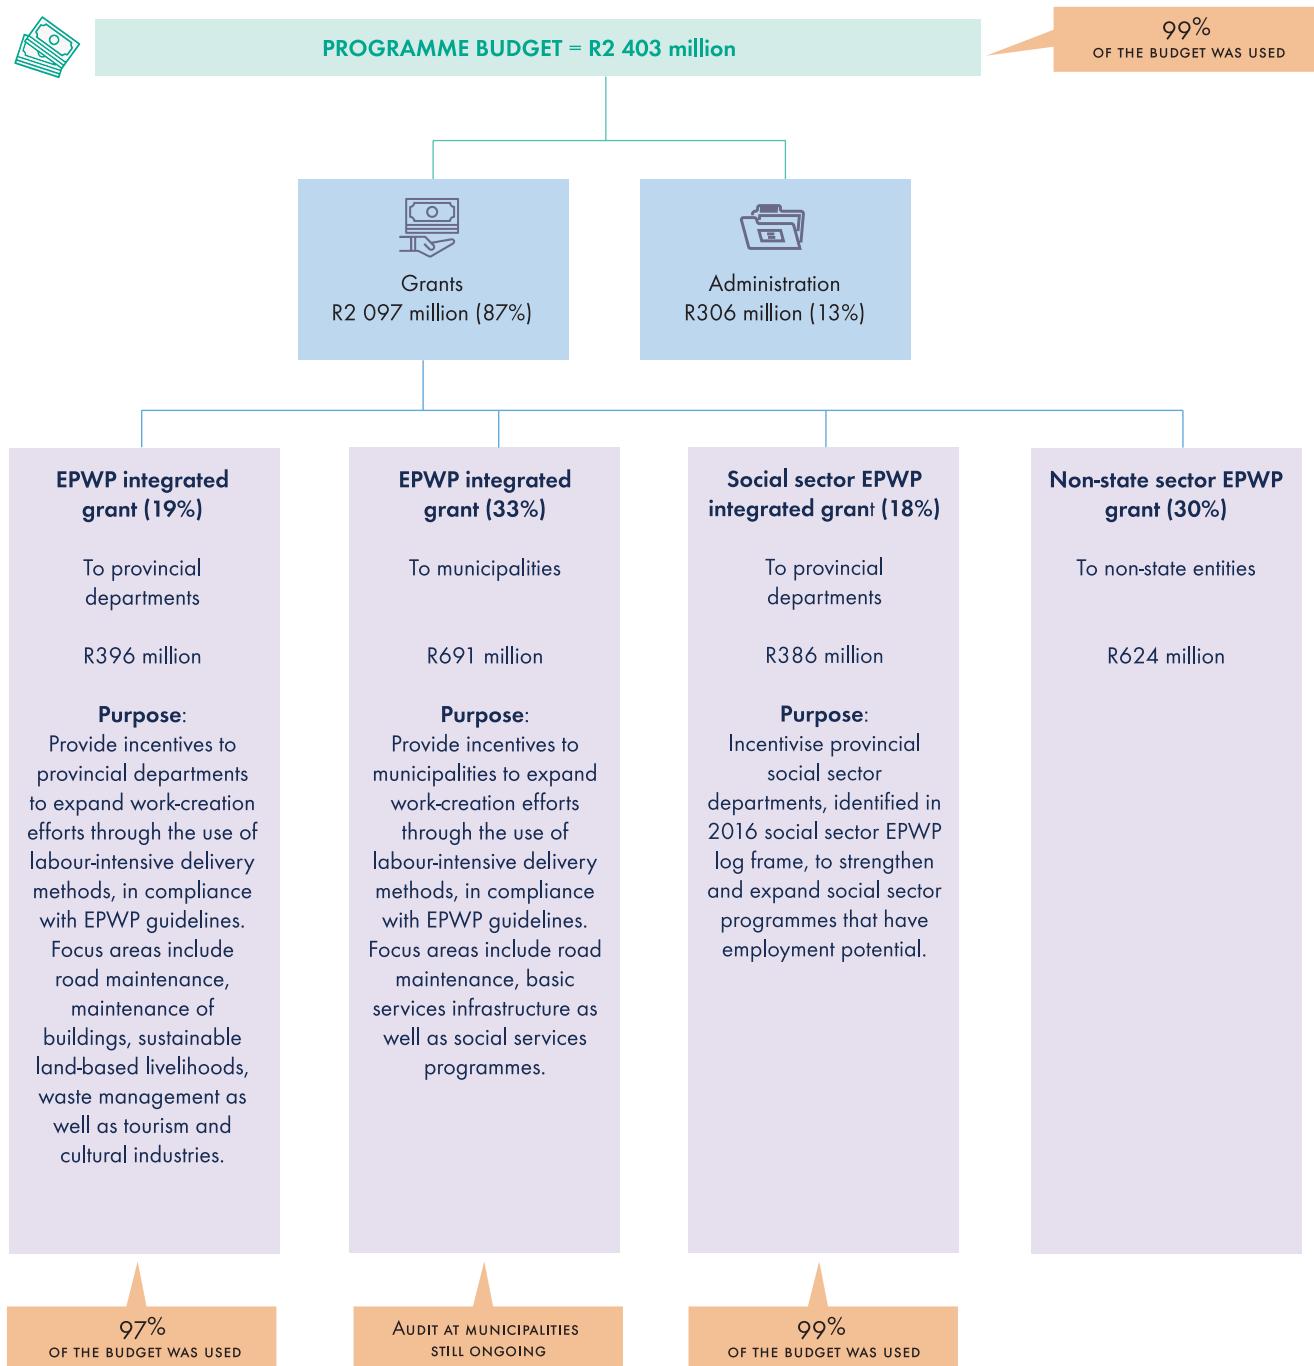 PROGRAMME BUDGET = R2 403 million
99%
OF THE BUDGET WAS USED
Grants
R2 097 million (87%)
Administration
R306 million (13%)
EPWP integrated
grant (19%)
To provincial
departments
R396 million
Purpose:
Provide incentives to
provincial departments
to expand work-creation
efforts through the use of
labour-intensive delivery
methods, in compliance
with EPWP guidelines.
Focus areas include
road maintenance,
maintenance of
buildings, sustainable
land-based livelihoods,
waste management as
well as tourism and
cultural industries.
97%
OF THE BUDGET WAS USED
EPWP integrated
grant (33%)
To municipalities
R691 million
Purpose:
Provide incentives to
municipalities to expand
work-creation efforts
through the use of
labour-intensive delivery
methods, in compliance
with EPWP guidelines.
Focus areas include road
maintenance, basic
services infrastructure as
well as social services
programmes.
AUDIT AT MUNICIPALITIES
STILL ONGOING
Social sector EPWP
integrated grant (18%)
To provincial
departments
R386 million
Purpose:
Incentivise provincial
social sector
departments, identified in
2016 social sector EPWP
log frame, to strengthen
and expand social sector
programmes that have
employment potential.
99%
OF THE BUDGET WAS USED
Non-state sector EPWP
grant (30%)
To non-state entities
R624 million